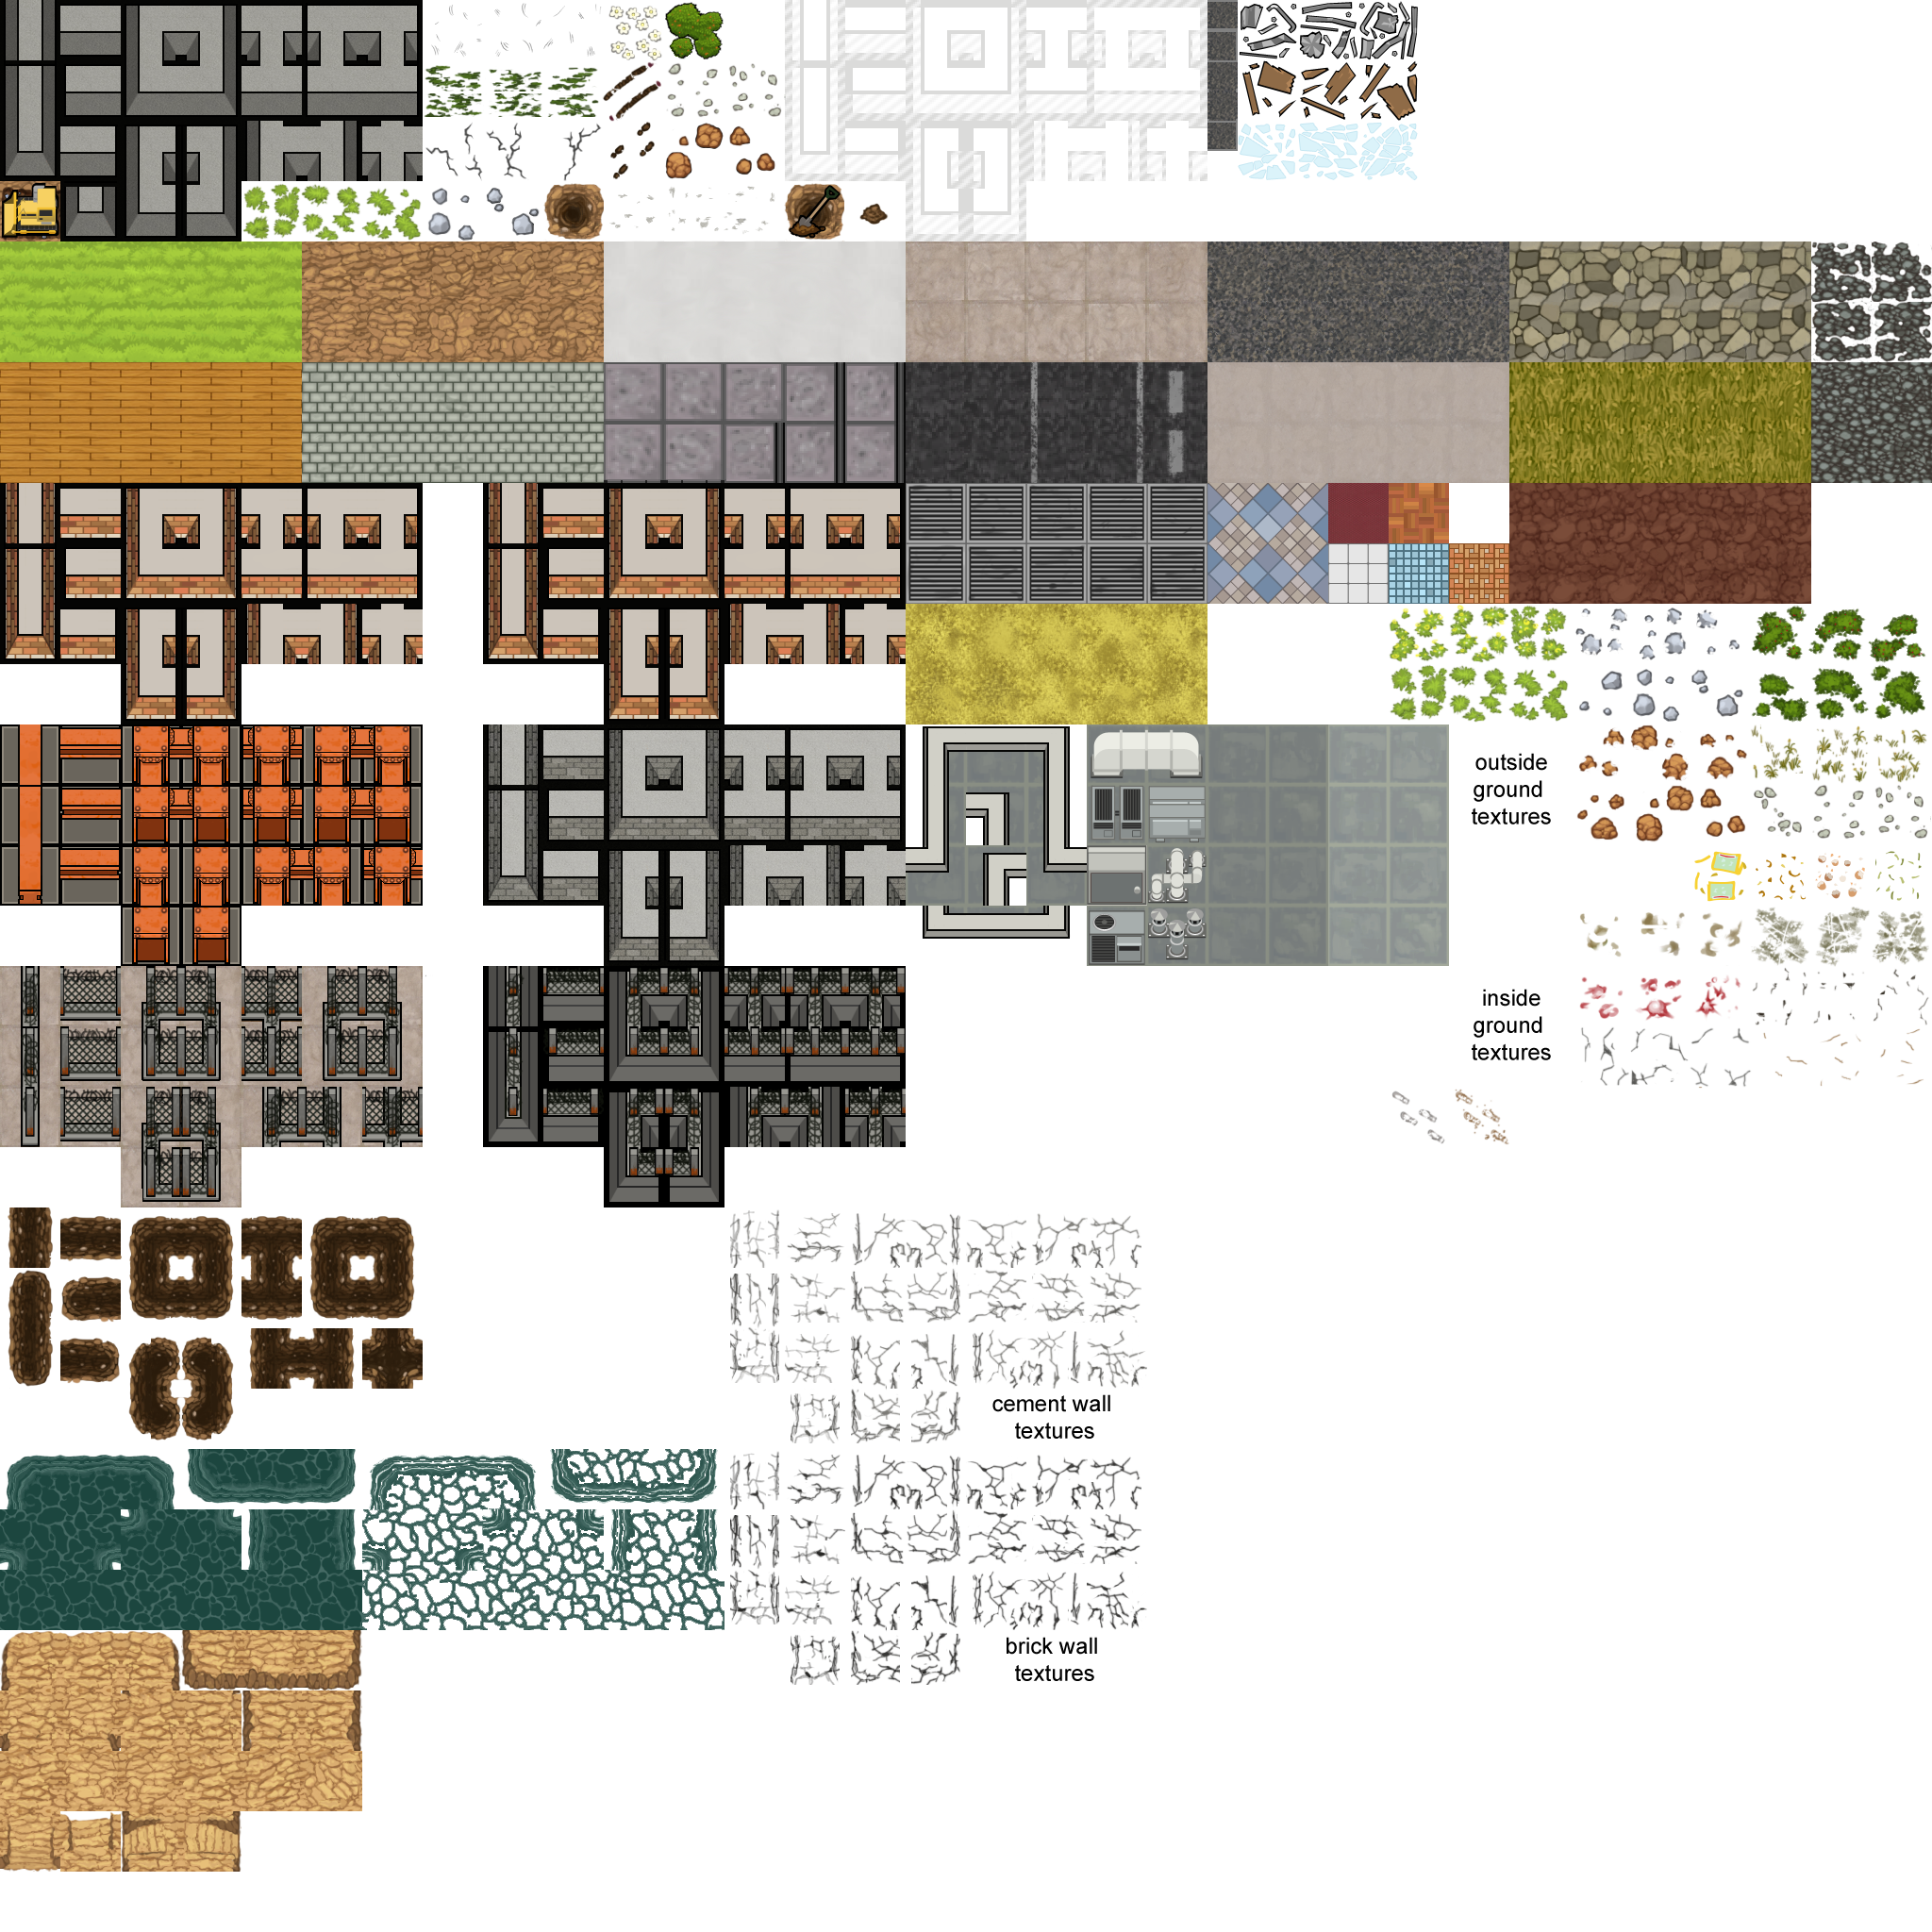 outside
ground
textures
inside
ground
textures
cement wall
textures
brick wall
textures